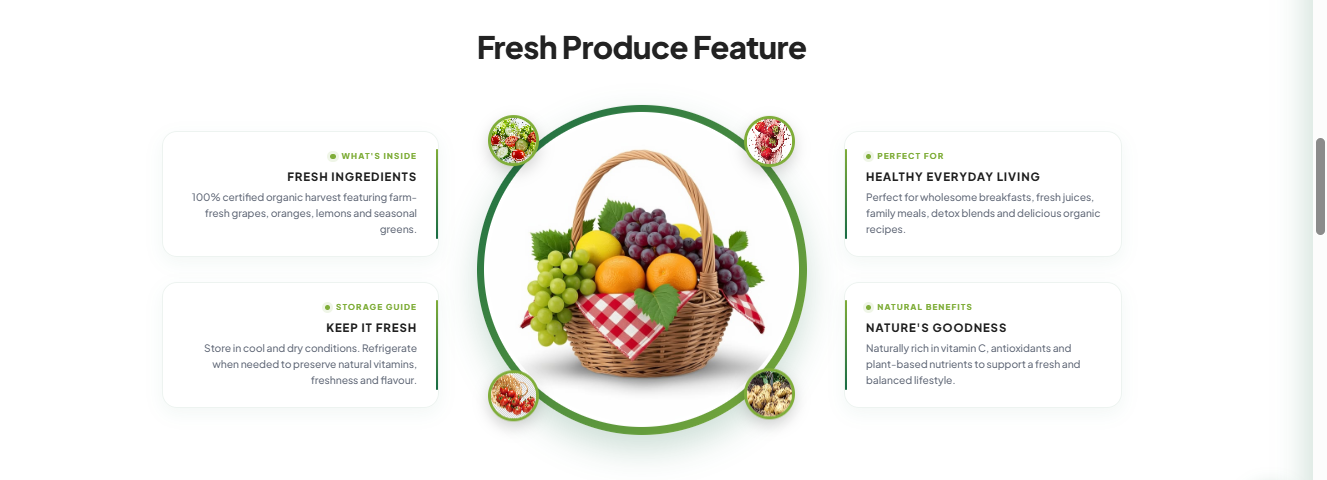 Fresh Produce Feature
WHAT'S INSIDE
FRESH INGREDIENTS
100% certified organic harvest featuring farm-
fresh grapes, oranges, lemons and seasonal
greens.
STORAGE GUIDE
KEEP IT FRESH
Store in cool and dry conditions. Refrigerate
when needed to preserve natural vitamins,
freshness and flavour.
PERFECT FOR
HEALTHY EVERYDAY LIVING
Perfect for wholesome breakfasts, fresh juices,
family meals, detox blends and delicious organic
recipes.
NATURAL BENEFITS
NATURE'S GOODNESS
Naturally rich in vitamin C, antioxidants and
plant-based nutrients to support a fresh and
balanced lifestyle.